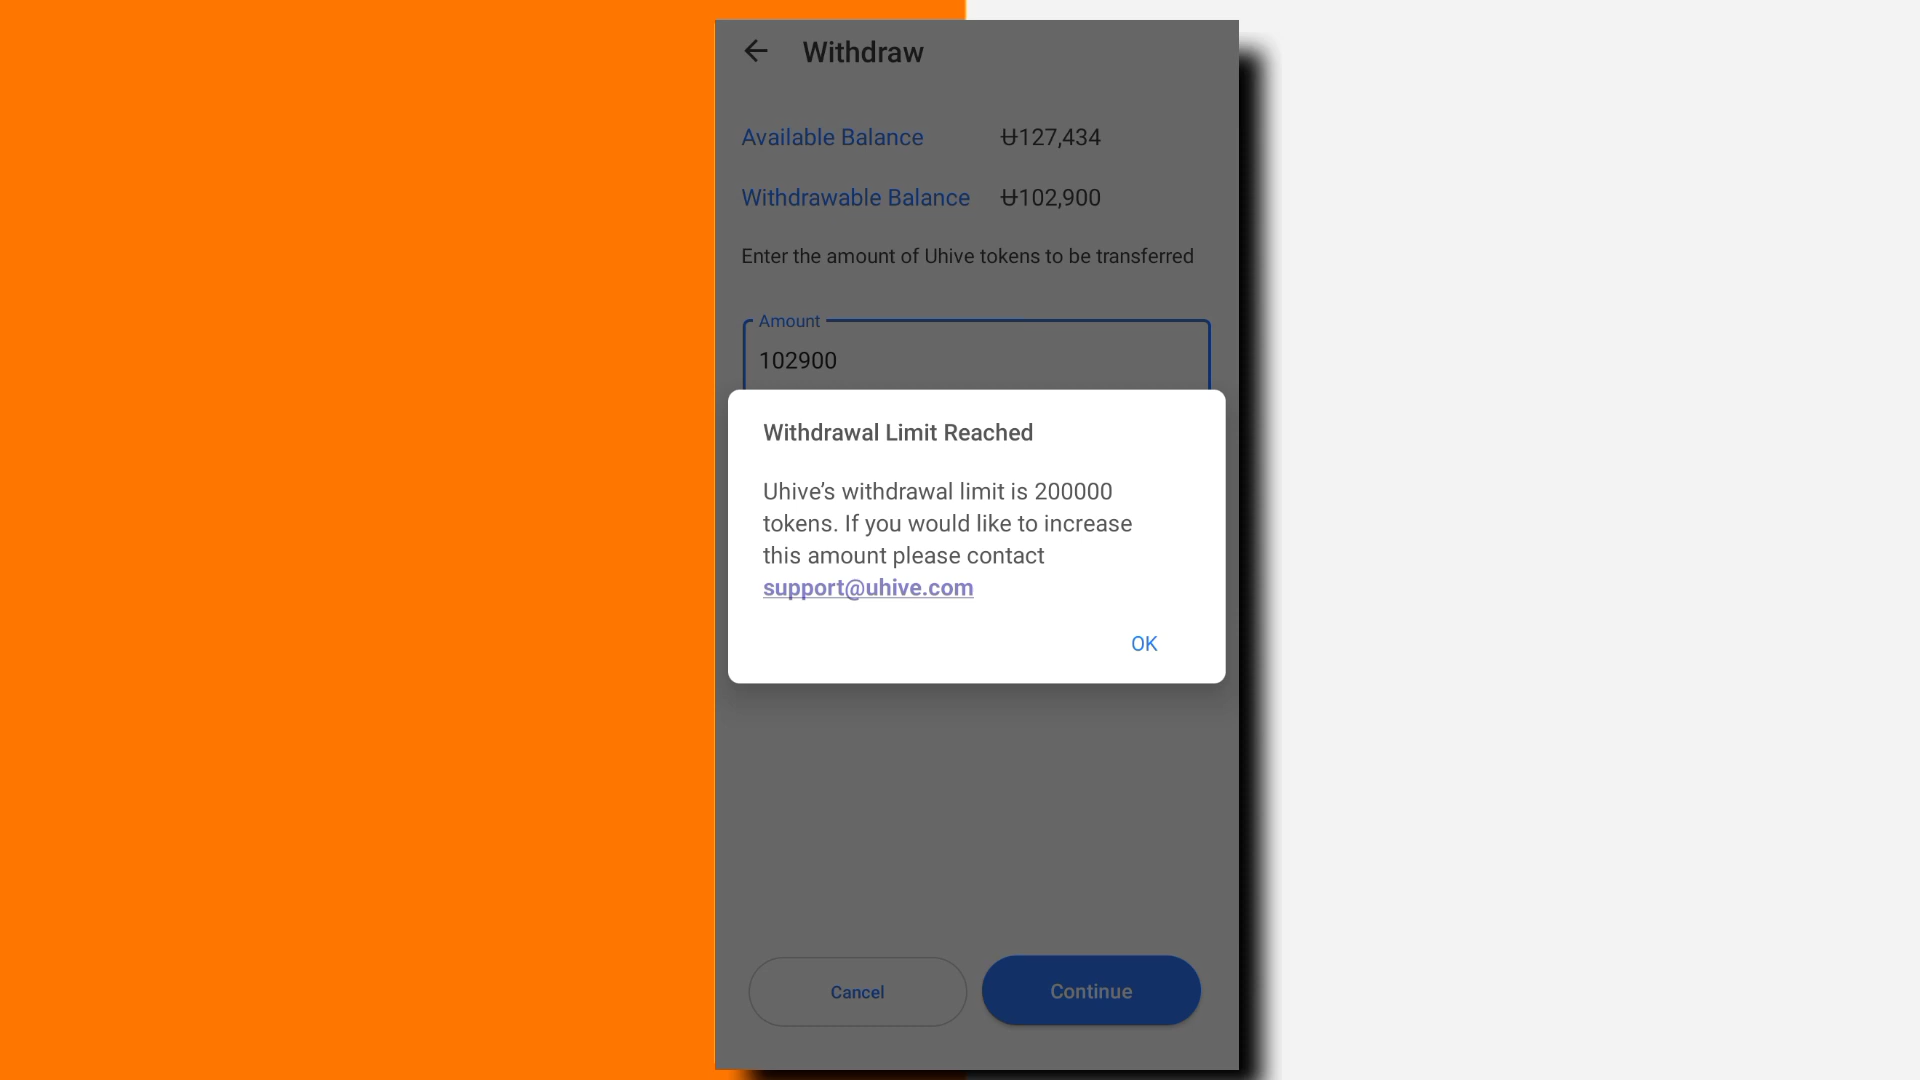 Withdraw
Available Balance Ʉ127,434
Withdrawable Balance Ʉ102,900
Enter the amount of Uhive tokens to be transferred
Amount
102900
Withdrawal Limit Reached
Uhive’s withdrawal limit is 200000
tokens. If you would like to increase
this amount please contact
support@uhive.com
OK
Cancel Continue